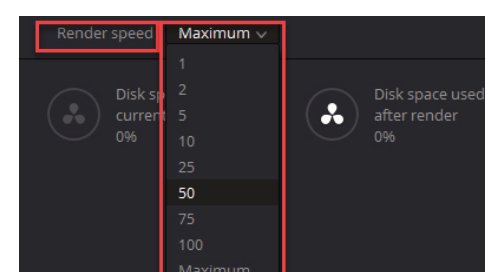 Render speed Maximum
1
2
5
10
25
50
75
100
Maximum
Disk sp
current
0%
Disk space used
after render
0%